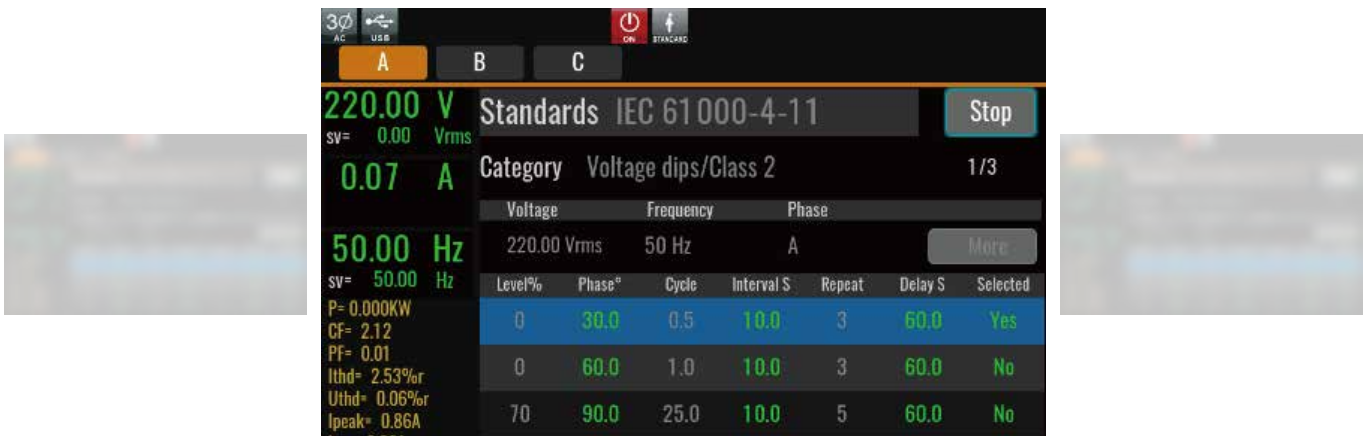 3Ø
AC USB ON STANDARD
A B C
220.00 V
sv= 0.00 Vrms
0.07 A
50.00 Hz
sv= 50.00 Hz
P= 0.000KW
CF= 2.12
PF= 0.01
Ithd= 2.53%r
Uthd= 0.06%r
Ipeak= 0.86A
Standards IEC 61000-4-11 Stop
Category Voltage dips/Class 2 1/3
Voltage Frequency Phase
220.00 Vrms 50 Hz A More
Level% Phase° Cycle Interval S Repeat Delay S Selected
0 30.0 0.5 10.0 3 60.0 Yes
0 60.0 1.0 10.0 3 60.0 No
70 90.0 25.0 10.0 5 60.0 No